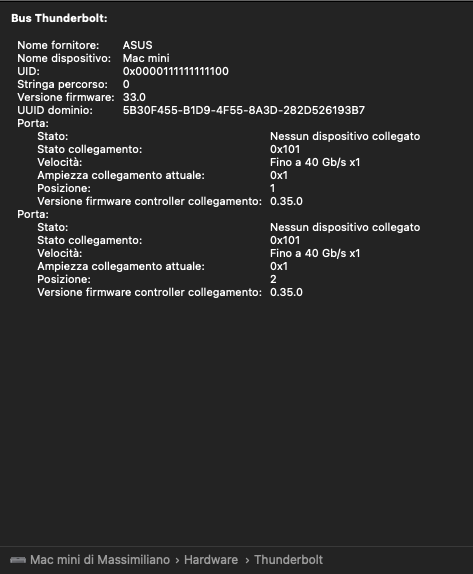 Bus Thunderbolt:
Nome fornitore: ASUS
Nome dispositivo: Mac mini
UID: 0x0000111111111100
Stringa percorso: 0
Versione firmware: 33.0
UUID dominio: 5B30F455-B1D9-4F55-8A3D-282D526193B7
Porta:
Stato: Nessun dispositivo collegato
Stato collegamento: 0x101
Velocità: Fino a 40 Gb/s x1
Ampiezza collegamento attuale: 0x1
Posizione: 1
Versione firmware controller collegamento: 0.35.0
Porta:
Stato: Nessun dispositivo collegato
Stato collegamento: 0x101
Velocità: Fino a 40 Gb/s x1
Ampiezza collegamento attuale: 0x1
Posizione: 2
Versione firmware controller collegamento: 0.35.0
Mac mini di Massimiliano › Hardware › Thunderbolt